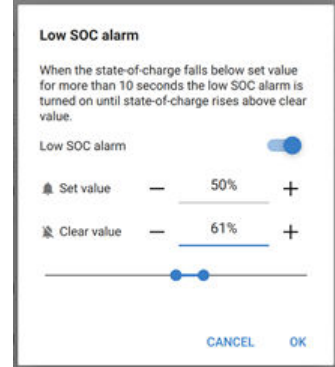 Low SOC alarm
When the state-of-charge falls below set value
for more than 10 seconds the low SOC alarm is
turned on until state-of-charge rises above clear
value.
Low SOC alarm
Set value — 50% +
Clear value — 61% +
CANCEL OK